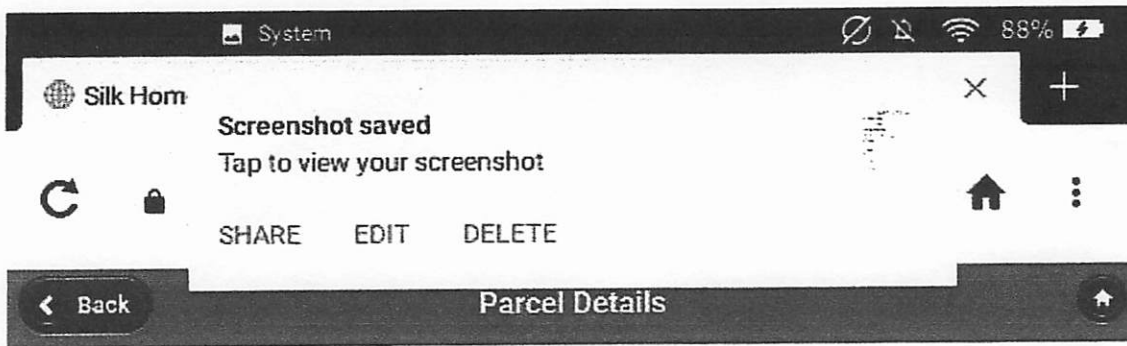 System 88%
Silk Hom
Screenshot saved
Tap to view your screenshot
SHARE EDIT DELETE
Back Parcel Details